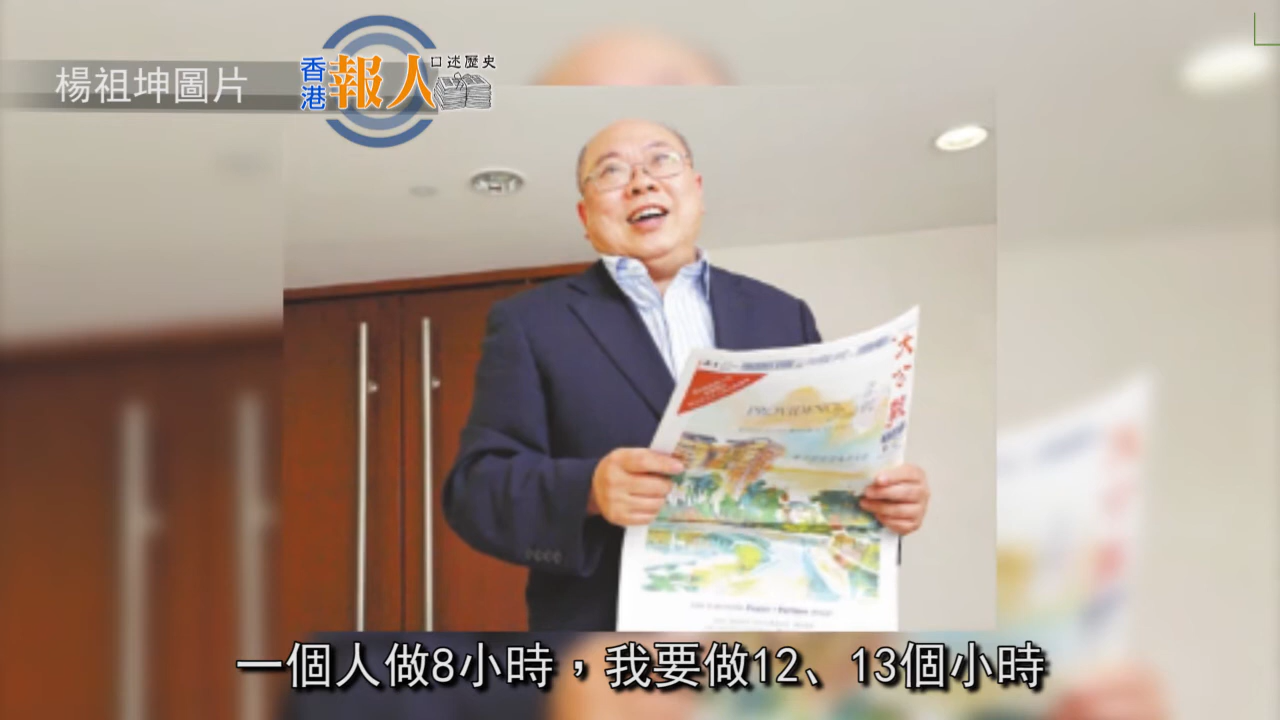 楊祖坤圖片
香港
報人
口述歷史
大公報
PROVIDENCE
一個人做8小時，我要做12、13個小時